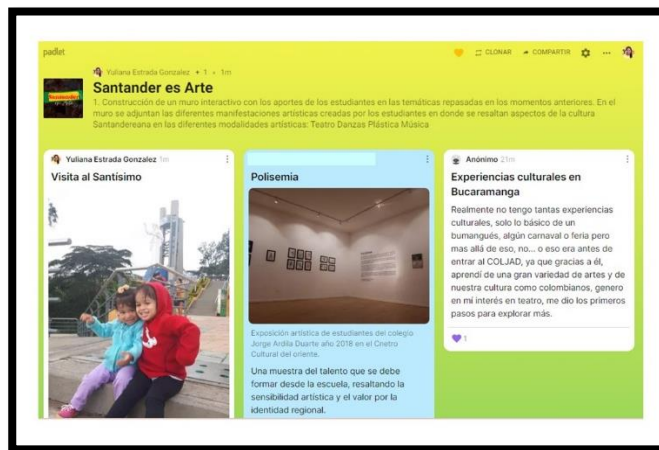 padlet
CLONAR
COMPARTIR
Yuliana Estrada Gonzalez + 1 • 1m
Santander es Arte
1. Construcción de un muro interactivo con los aportes de los estudiantes en las temáticas repasadas en los momentos anteriores. En el
muro se adjuntan las diferentes manifestaciones artísticas creadas por los estudiantes en donde se resaltan aspectos de la cultura
Santandereana en las diferentes modalidades artísticas: Teatro Danzas Plástica Música
Yuliana Estrada Gonzalez 1m
Visita al Santísimo
Polisemia
Exposición artística de estudiantes del colegio
Jorge Ardila Duarte año 2018 en el Cnetro
Cultural del oriente.
Una muestra del talento que se debe
formar desde la escuela, resaltando la
sensibilidad artística y el valor por la
identidad regional.
Anónimo 21m
Experiencias culturales en
Bucaramanga
Realmente no tengo tantas experiencias
culturales, solo lo básico de un
bumangués, algún carnaval o feria pero
mas allá de eso, no... o eso era antes de
entrar al COLJAD, ya que gracias a él,
aprendí de una gran variedad de artes y de
nuestra cultura como colombianos, genero
en mí interés en teatro, me dio los primeros
pasos para explorar más.
1